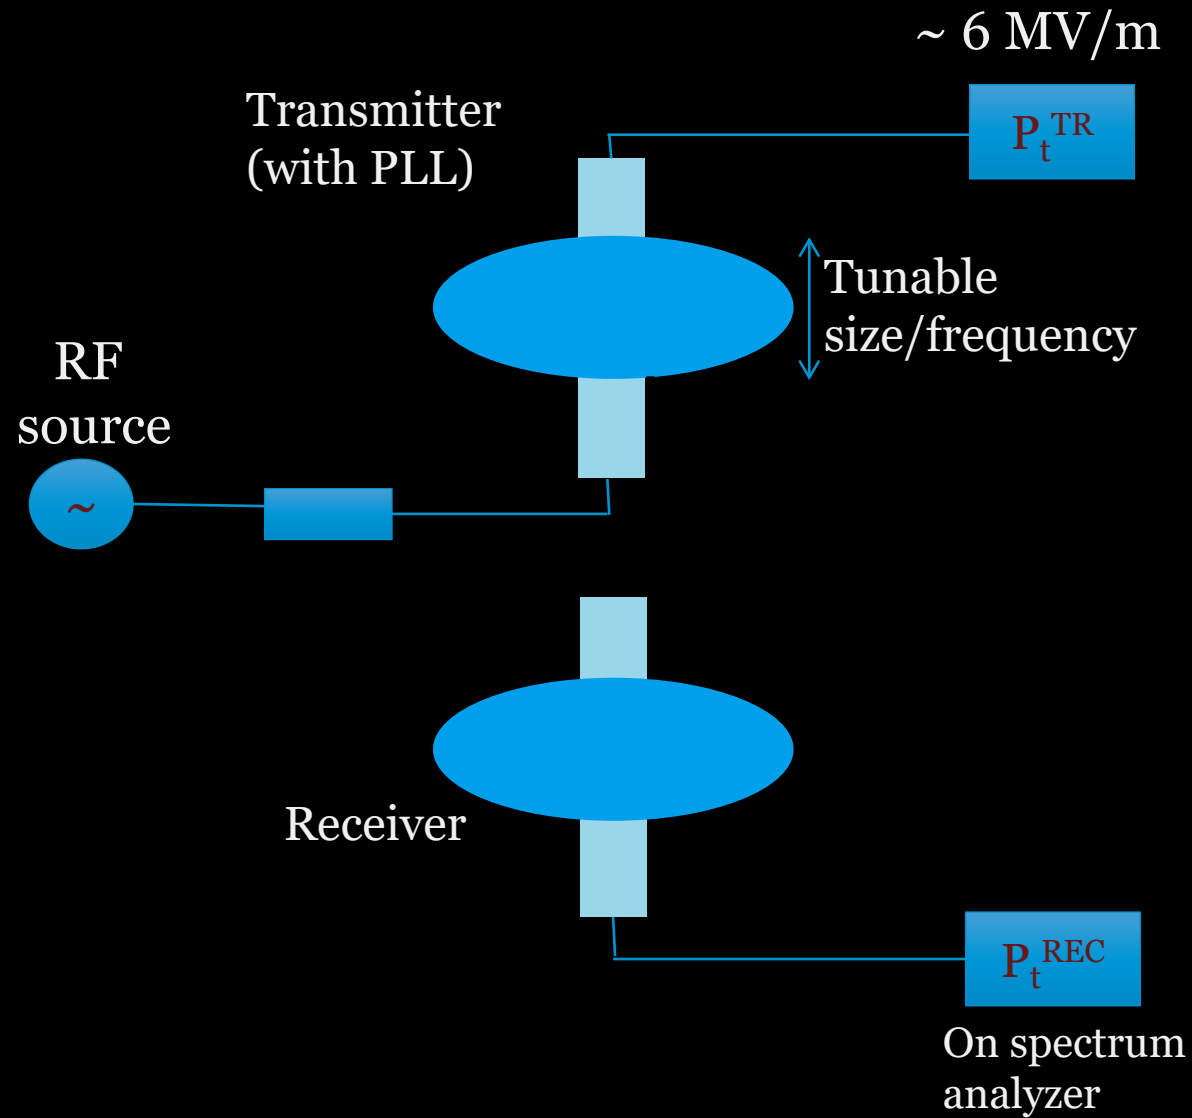 ~ 6 MV/m
Transmitter
(with PLL)
P_t^TR
Tunable
size/frequency
RF
source
~
Receiver
P_t^REC
On spectrum
analyzer